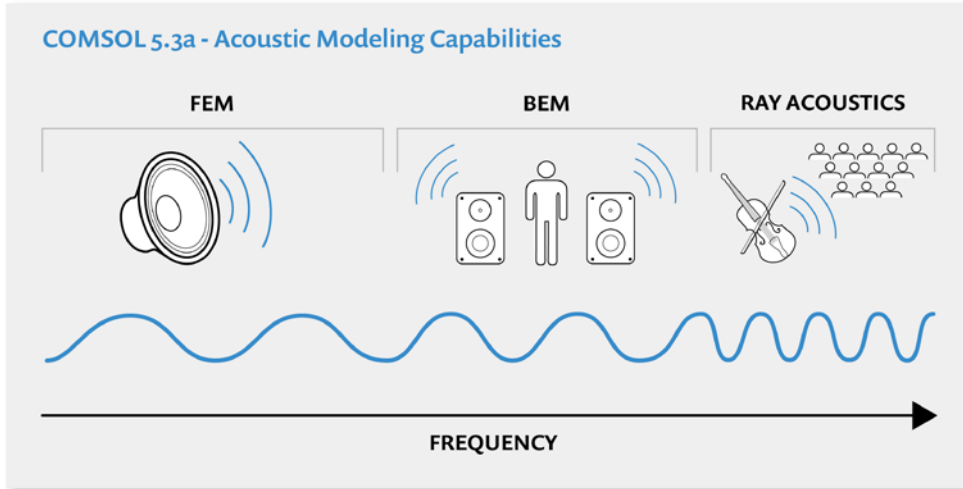 COMSOL 5.3a - Acoustic Modeling Capabilities
FEM
BEM
RAY ACOUSTICS
FREQUENCY